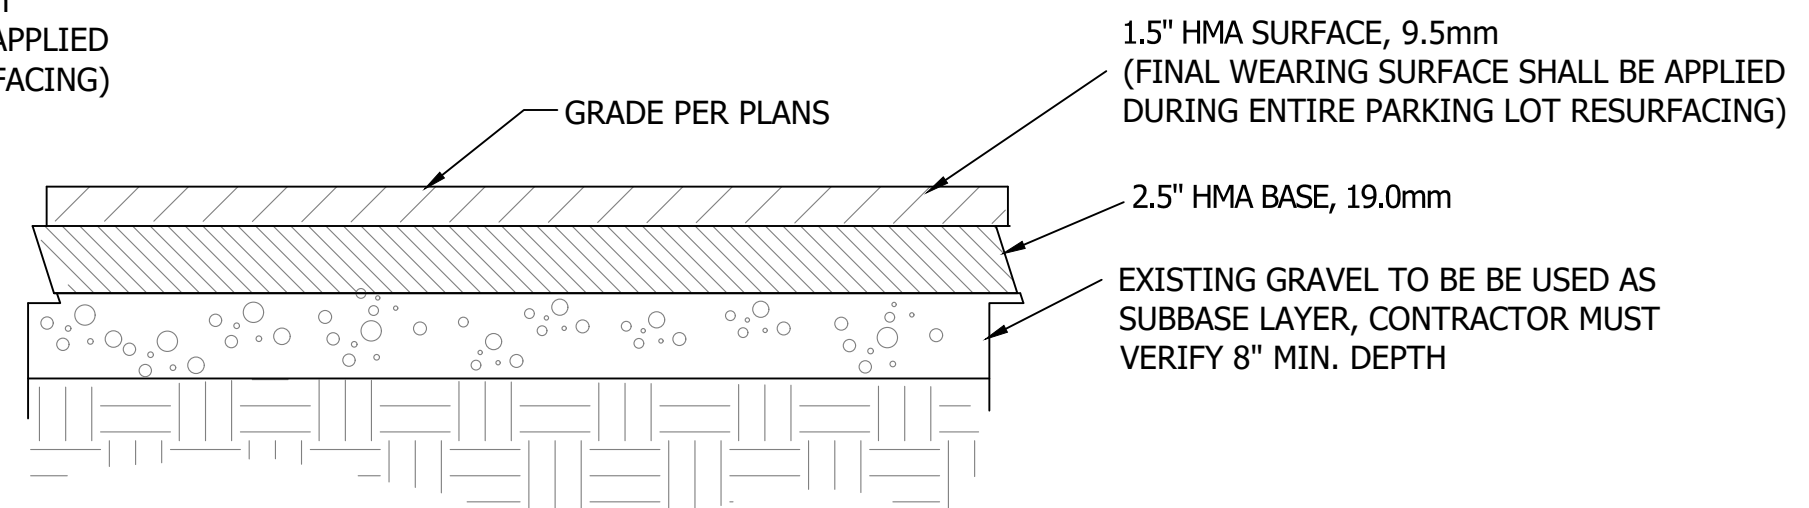 APPLIED
FACING)
GRADE PER PLANS
1.5" HMA SURFACE, 9.5mm
(FINAL WEARING SURFACE SHALL BE APPLIED
DURING ENTIRE PARKING LOT RESURFACING)
2.5" HMA BASE, 19.0mm
EXISTING GRAVEL TO BE BE USED AS
SUBBASE LAYER, CONTRACTOR MUST
VERIFY 8" MIN. DEPTH